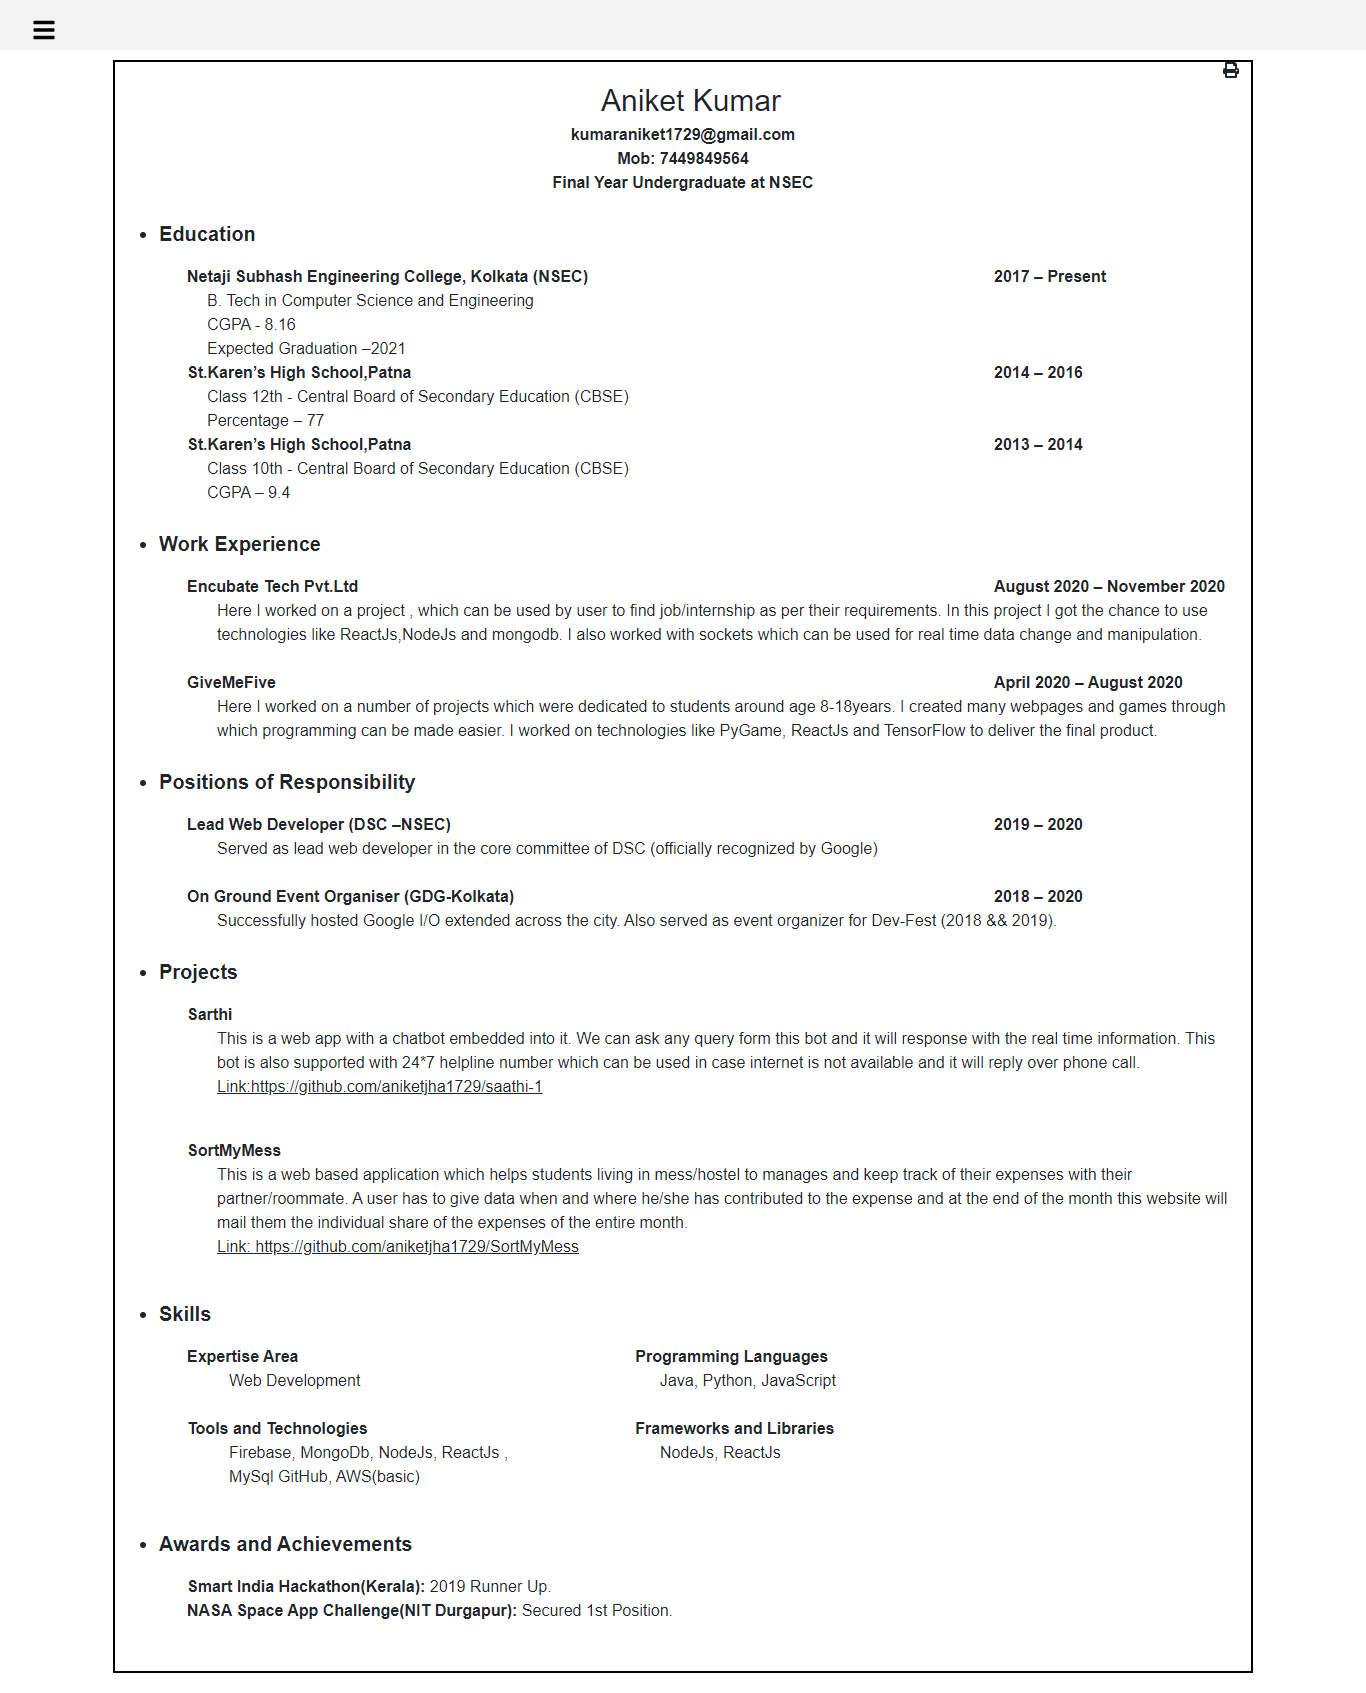 Aniket Kumar
kumaraniket1729@gmail.com
Mob: 7449849564
Final Year Undergraduate at NSEC
• Education
Netaji Subhash Engineering College, Kolkata (NSEC) 2017 – Present
B. Tech in Computer Science and Engineering
CGPA - 8.16
Expected Graduation –2021
St.Karen’s High School,Patna 2014 – 2016
Class 12th - Central Board of Secondary Education (CBSE)
Percentage – 77
St.Karen’s High School,Patna 2013 – 2014
Class 10th - Central Board of Secondary Education (CBSE)
CGPA – 9.4
• Work Experience
Encubate Tech Pvt.Ltd August 2020 – November 2020
Here I worked on a project , which can be used by user to find job/internship as per their requirements. In this project I got the chance to use
technologies like ReactJs,NodeJs and mongodb. I also worked with sockets which can be used for real time data change and manipulation.
GiveMeFive April 2020 – August 2020
Here I worked on a number of projects which were dedicated to students around age 8-18years. I created many webpages and games through
which programming can be made easier. I worked on technologies like PyGame, ReactJs and TensorFlow to deliver the final product.
• Positions of Responsibility
Lead Web Developer (DSC –NSEC) 2019 – 2020
Served as lead web developer in the core committee of DSC (officially recognized by Google)
On Ground Event Organiser (GDG-Kolkata) 2018 – 2020
Successfully hosted Google I/O extended across the city. Also served as event organizer for Dev-Fest (2018 && 2019).
• Projects
Sarthi
This is a web app with a chatbot embedded into it. We can ask any query form this bot and it will response with the real time information. This
bot is also supported with 24*7 helpline number which can be used in case internet is not available and it will reply over phone call.
Link:https://github.com/aniketjha1729/saathi-1
SortMyMess
This is a web based application which helps students living in mess/hostel to manages and keep track of their expenses with their
partner/roommate. A user has to give data when and where he/she has contributed to the expense and at the end of the month this website will
mail them the individual share of the expenses of the entire month.
Link: https://github.com/aniketjha1729/SortMyMess
• Skills
Expertise Area Programming Languages
Web Development Java, Python, JavaScript
Tools and Technologies Frameworks and Libraries
Firebase, MongoDb, NodeJs, ReactJs , NodeJs, ReactJs
MySql GitHub, AWS(basic)
• Awards and Achievements
Smart India Hackathon(Kerala): 2019 Runner Up.
NASA Space App Challenge(NIT Durgapur): Secured 1st Position.